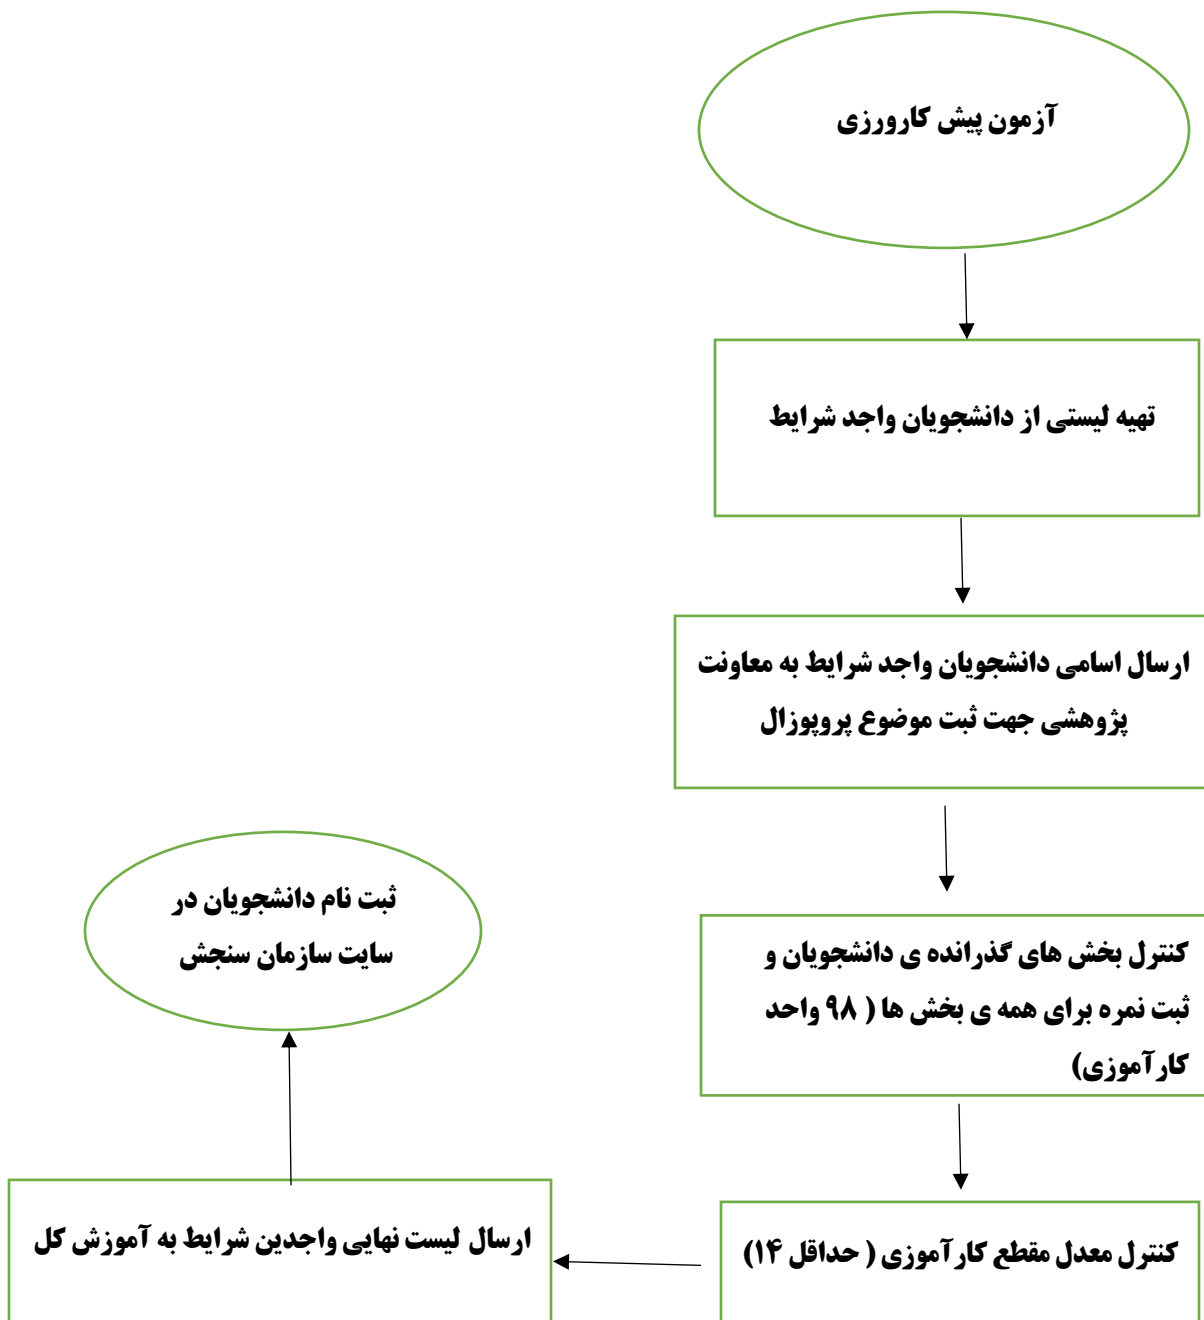 آزمون پیش کارورزی
تهیه لیستی از دانشجویان واجد شرایط
ارسال اسامی دانشجویان واجد شرایط به معاونت
پژوهشی جهت ثبت موضوع پروپوزال
کنترل بخش های گذرانده ی دانشجویان و
ثبت نمره برای همه ی بخش ها ( ۹۸ واحد
کارآموزی)
کنترل معدل مقطع کارآموزی ( حداقل ۱۴)
ارسال لیست نهایی واجدین شرایط به آموزش کل
ثبت نام دانشجویان در
سایت سازمان سنجش